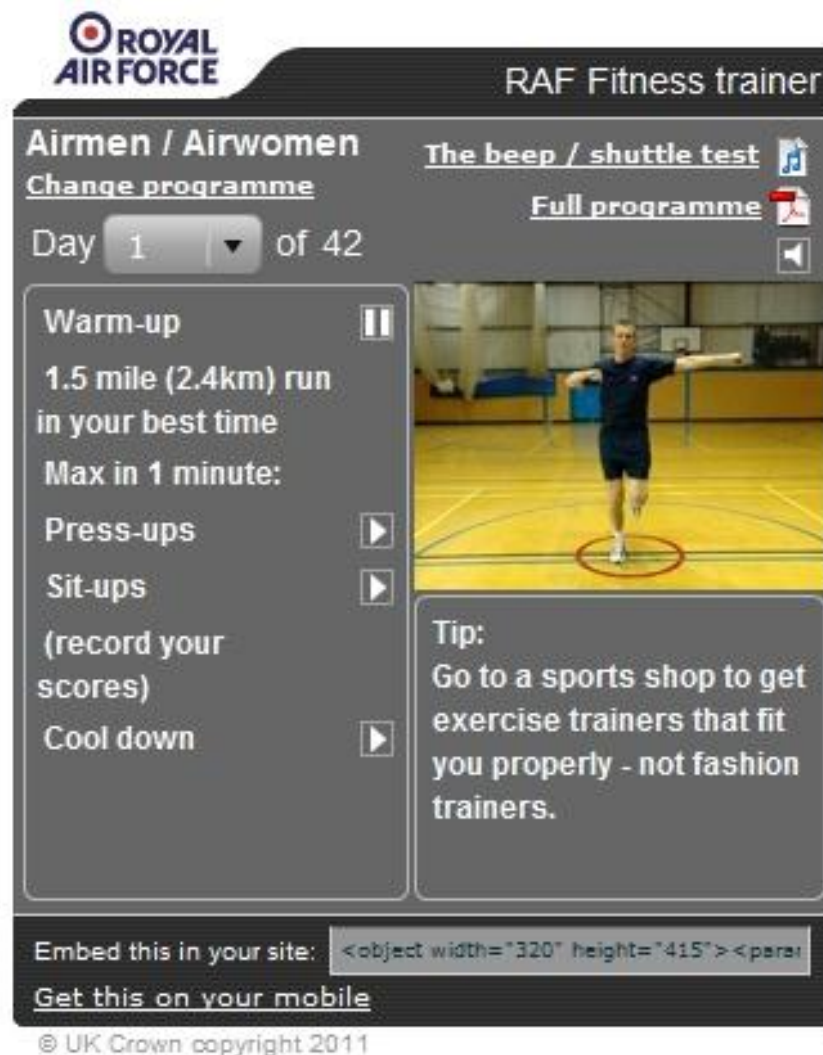 ROYAL
AIR FORCE
RAF Fitness trainer
Airmen / Airwomen
Change programme
The beep / shuttle test
Full programme
Day 1 of 42
Warm-up
1.5 mile (2.4km) run
in your best time
Max in 1 minute:
Press-ups
Sit-ups
(record your
scores)
Cool down
Tip:
Go to a sports shop to get
exercise trainers that fit
you properly - not fashion
trainers.
Embed this in your site: <object width="320" height="415"><parar
Get this on your mobile
© UK Crown copyright 2011